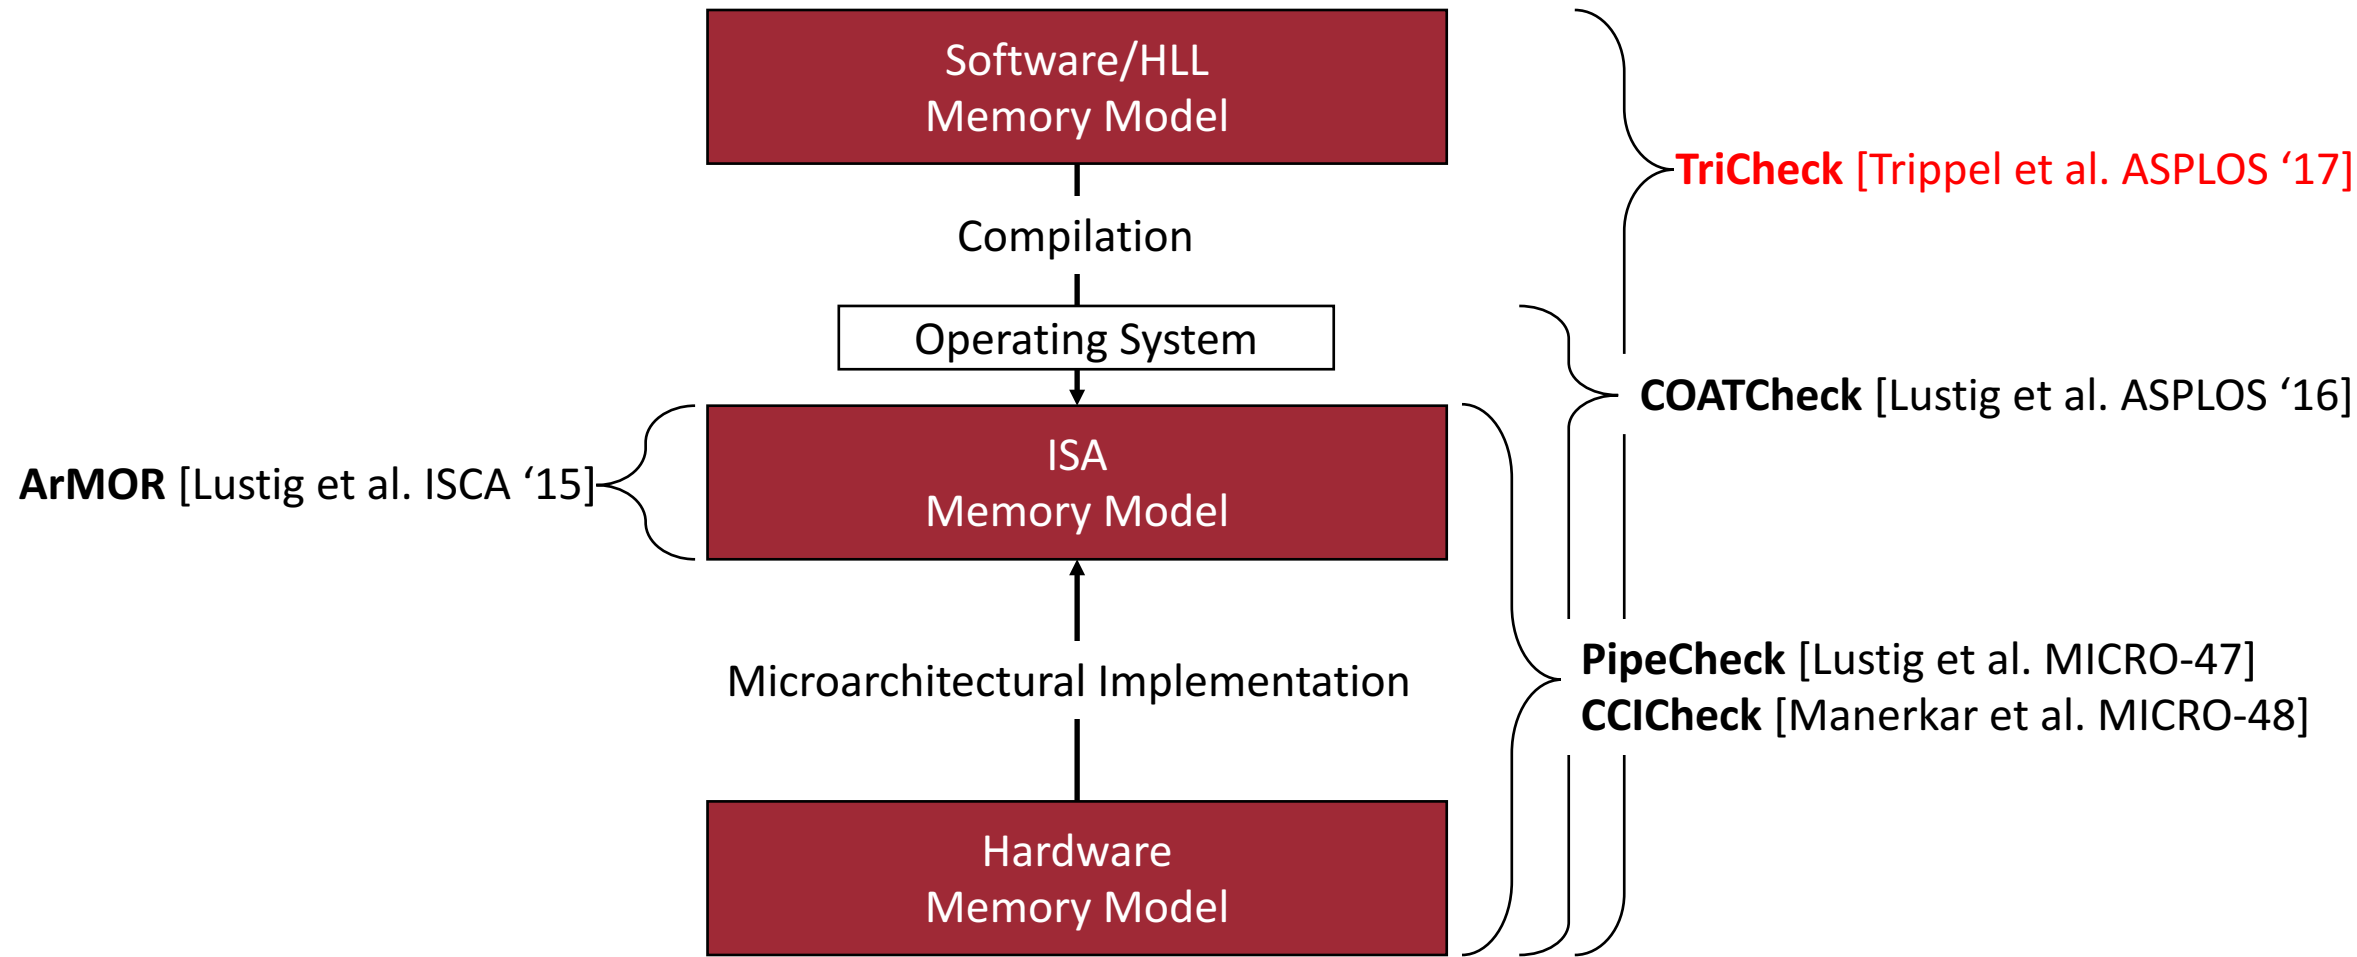 Software/HLL
Memory Model
TriCheck [Trippel et al. ASPLOS ‘17]
Compilation
Operating System
COATCheck [Lustig et al. ASPLOS ‘16]
ISA
Memory Model
ArMOR [Lustig et al. ISCA ‘15]
Microarchitectural Implementation
PipeCheck [Lustig et al. MICRO-47]
CCICheck [Manerkar et al. MICRO-48]
Hardware
Memory Model